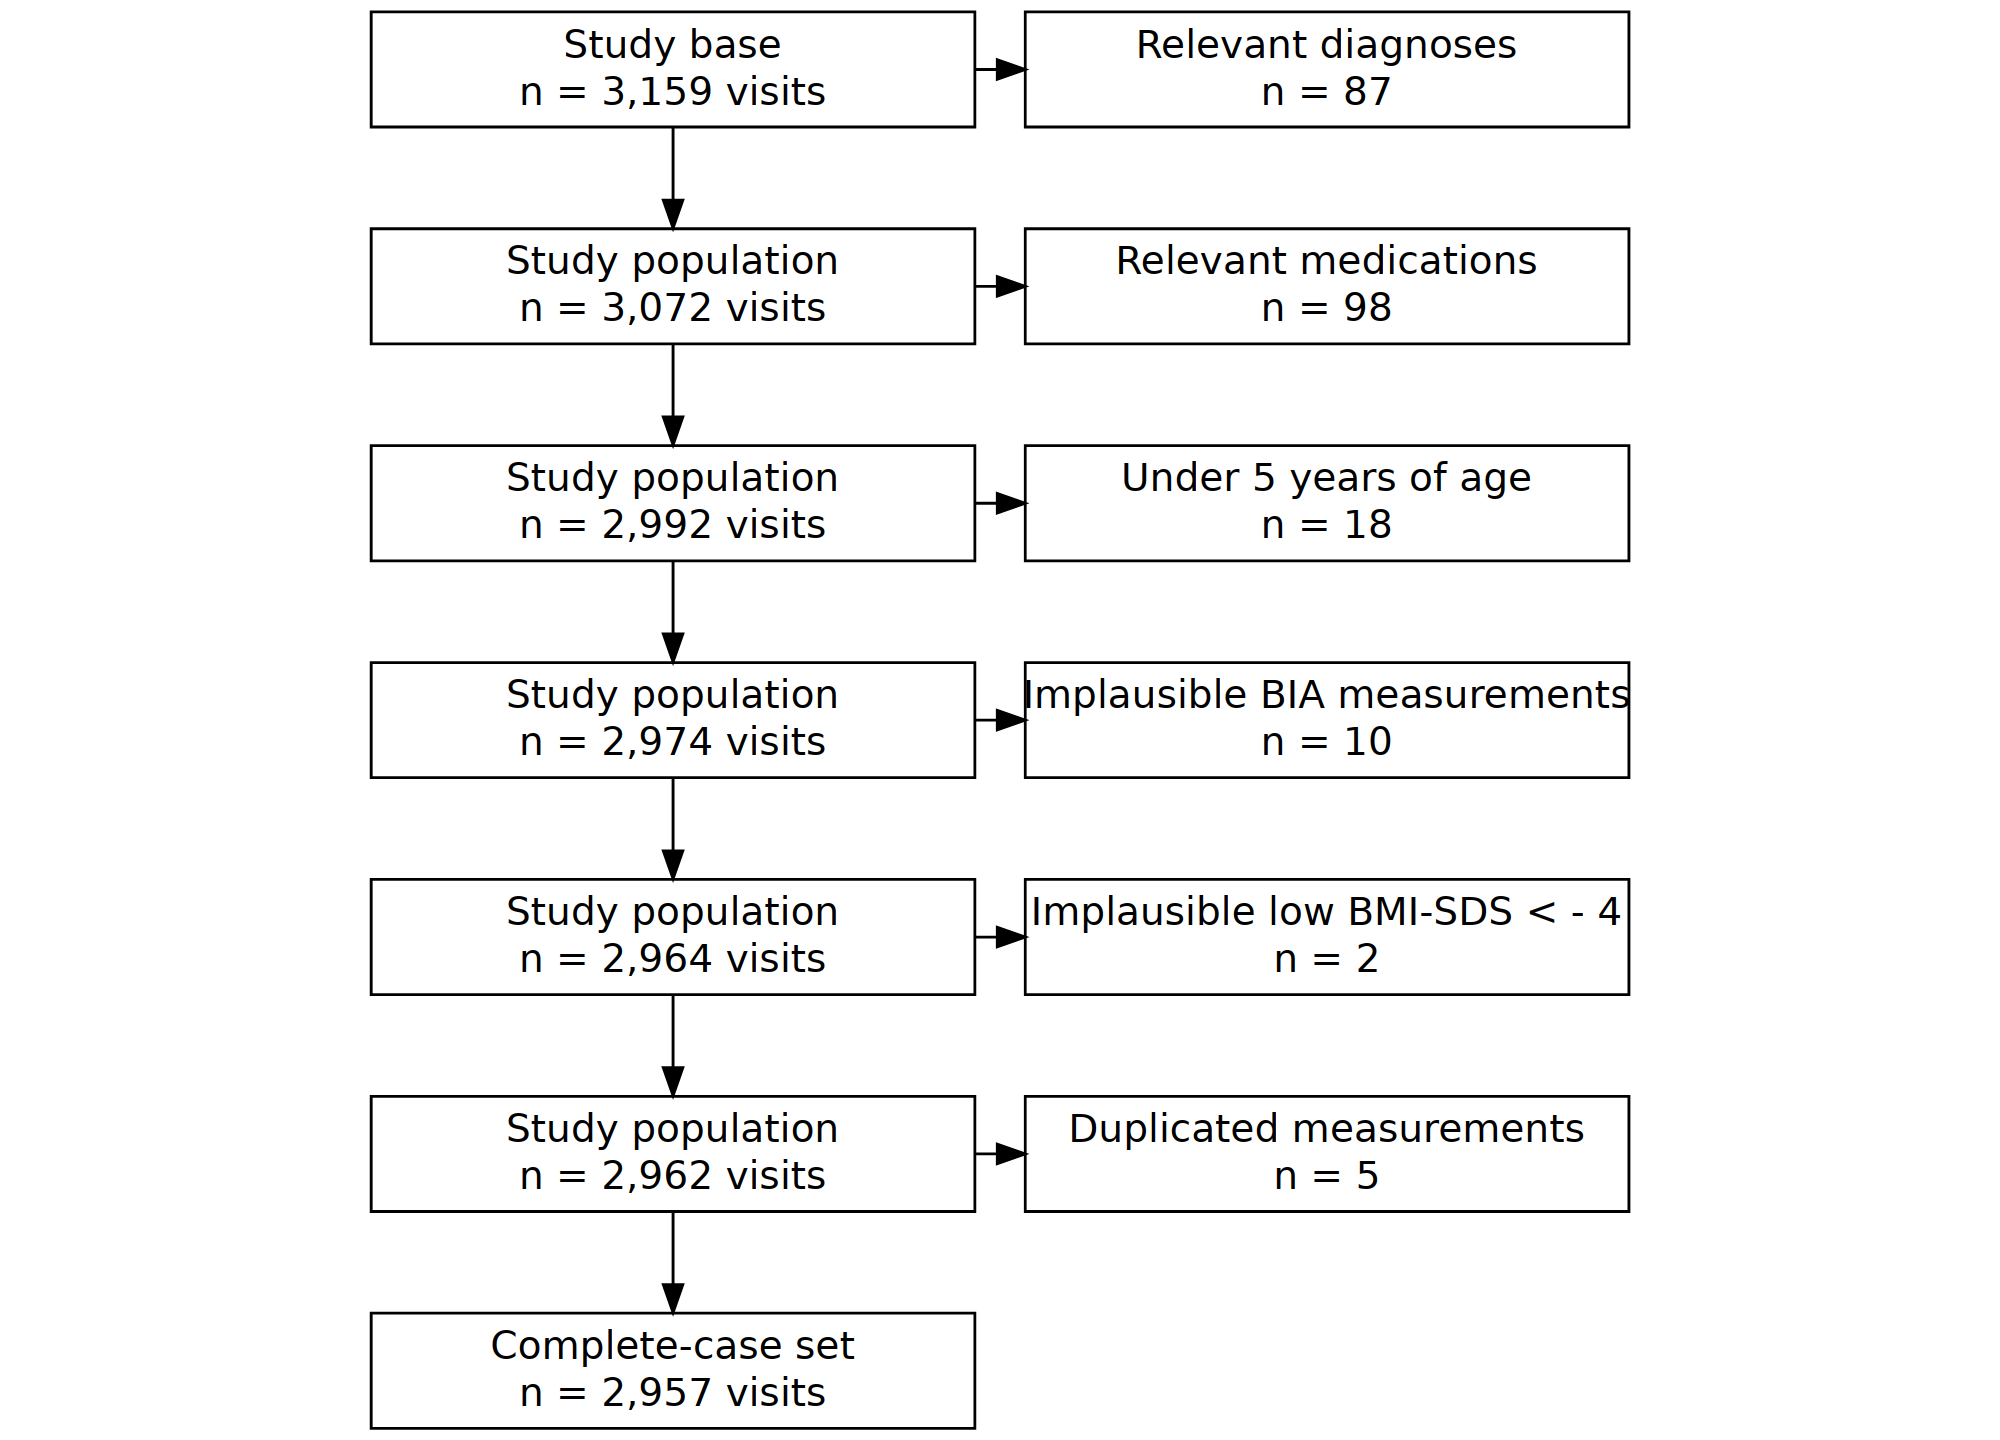 Study base
n = 3,159 visits
Relevant diagnoses
n = 87
Study population
n = 3,072 visits
Relevant medications
n = 98
Study population
n = 2,992 visits
Under 5 years of age
n = 18
Study population
n = 2,974 visits
Implausible BIA measurements
n = 10
Study population
n = 2,964 visits
Implausible low BMI-SDS < - 4
n = 2
Study population
n = 2,962 visits
Duplicated measurements
n = 5
Complete-case set
n = 2,957 visits